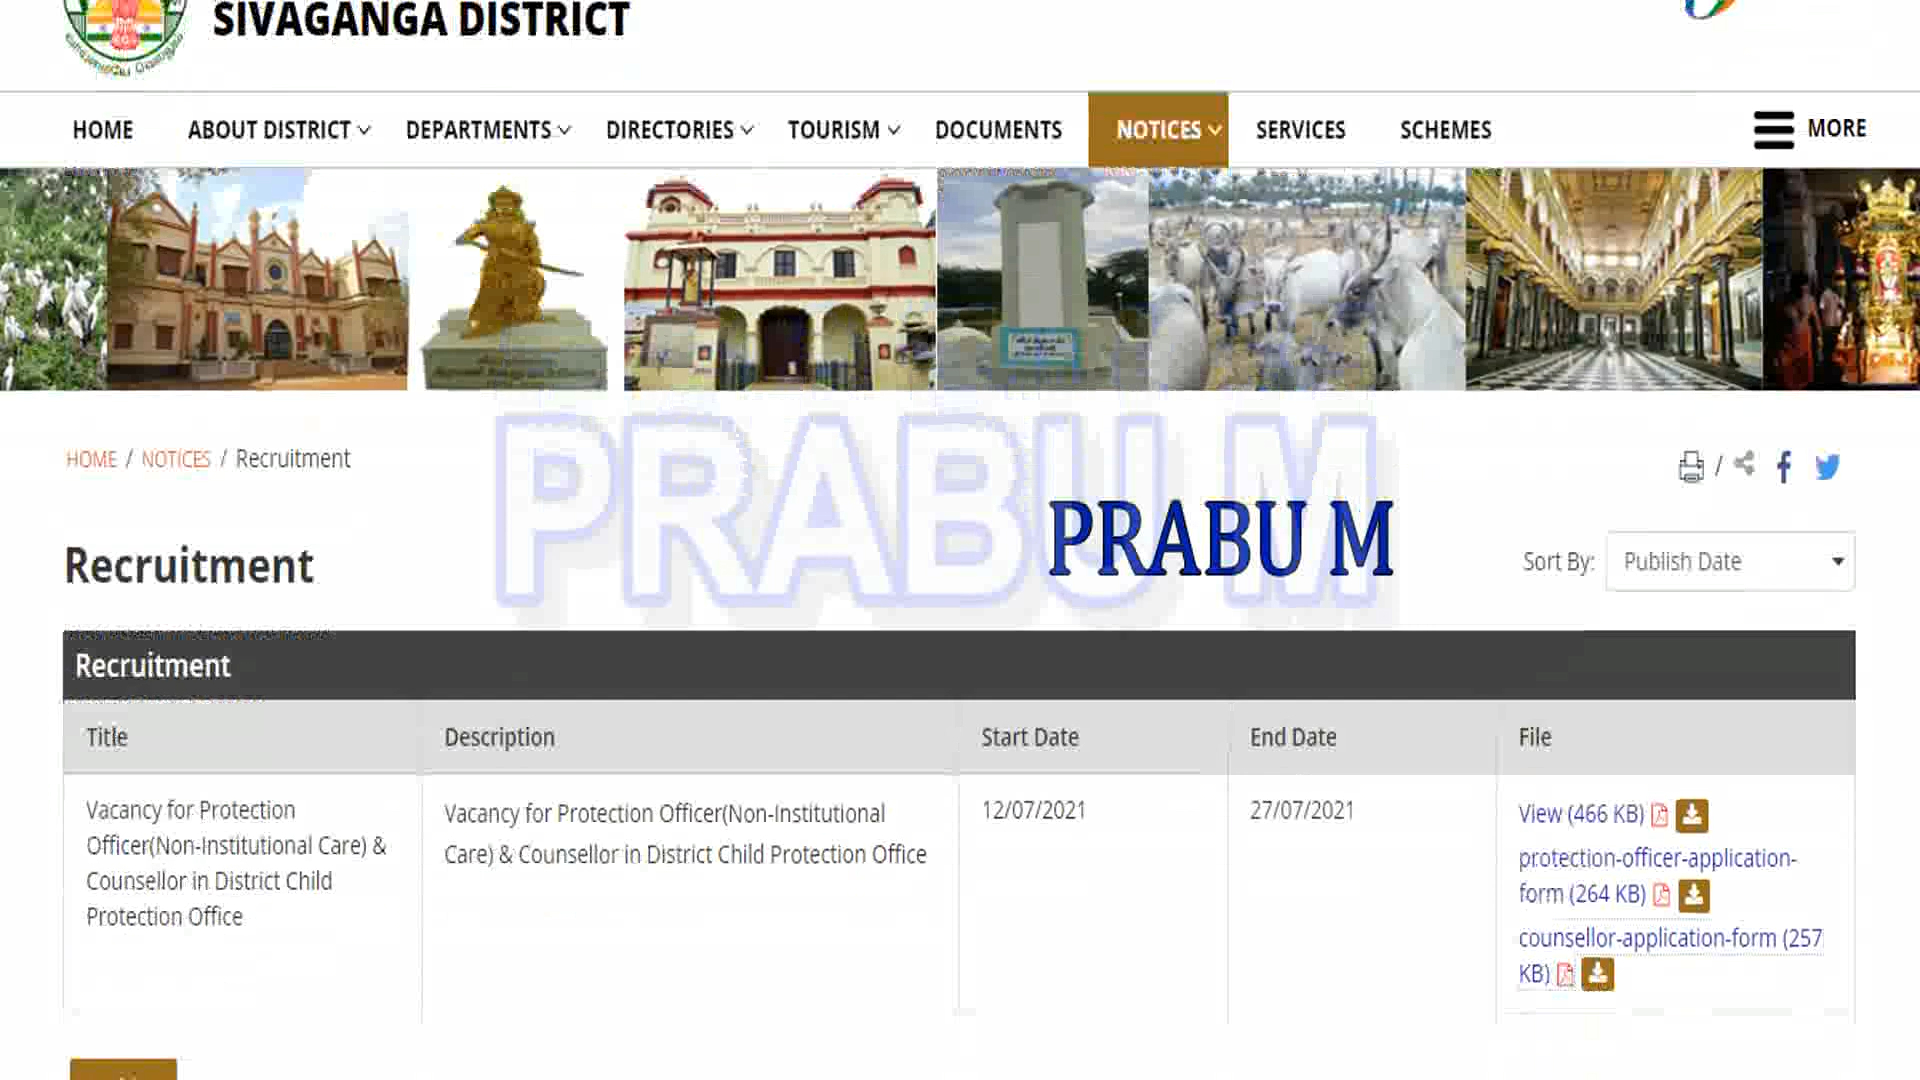 SIVAGANGA DISTRICT
HOME ABOUT DISTRICT DEPARTMENTS DIRECTORIES TOURISM DOCUMENTS NOTICES SERVICES SCHEMES MORE
HOME / NOTICES / Recruitment
/
PRABU M
PRABU M
Recruitment
Sort By: Publish Date
Recruitment
Title Description Start Date End Date File
Vacancy for Protection
Officer(Non-Institutional Care) &
Counsellor in District Child
Protection Office
Vacancy for Protection Officer(Non-Institutional
Care) & Counsellor in District Child Protection Office
12/07/2021
27/07/2021
View (466 KB)
protection-officer-application-
form (264 KB)
counsellor-application-form (257
KB)